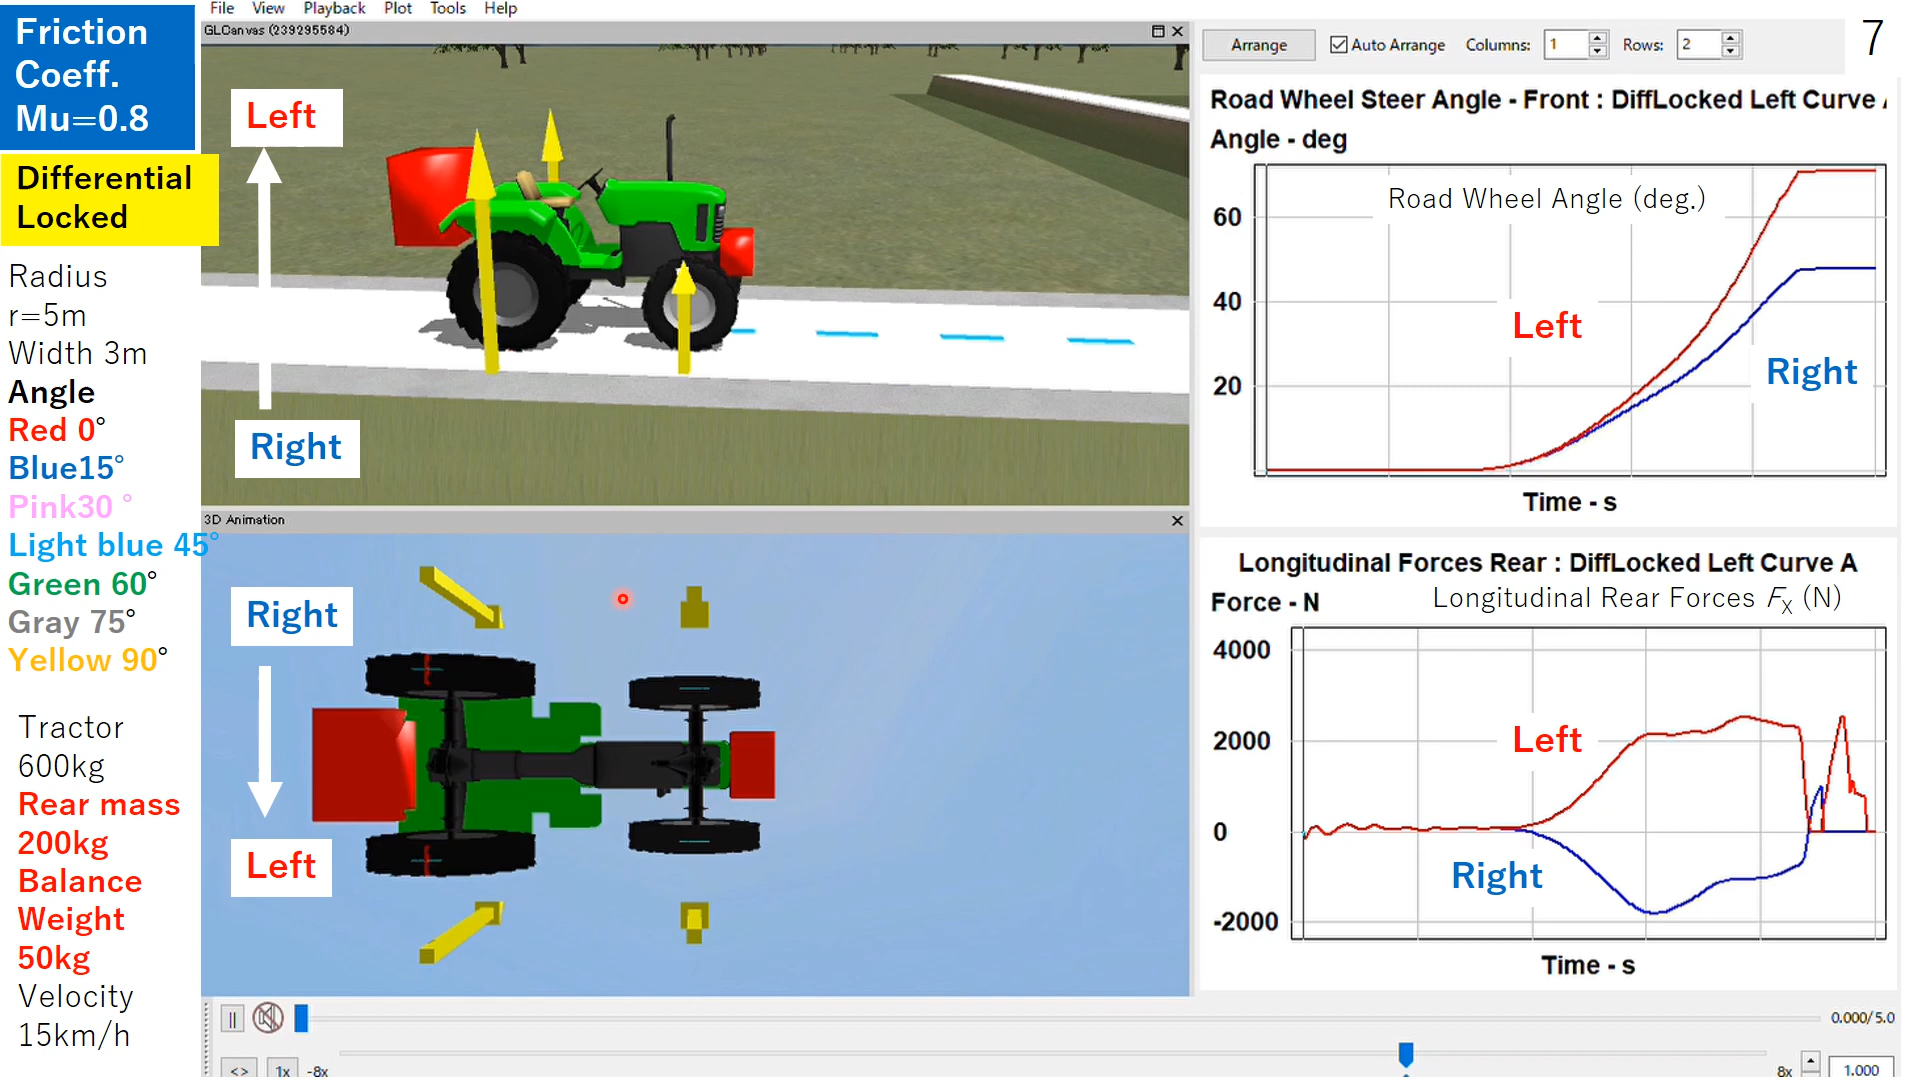 Friction
Coeff.
Mu=0.8
Differential
Locked
Radius
r=5m
Width 3m
Angle
Red 0°
Blue15°
Pink30 °
Light blue 45°
Green 60°
Gray 75°
Yellow 90°
Tractor
600kg
Rear mass
200kg
Balance
Weight
50kg
Velocity
15km/h
File View Playback Plot Tools Help
GLCanvas (239295584)
Left
Right
3D Animation
Right
Left
Arrange Auto Arrange Columns: 1 Rows: 2
7
Road Wheel Steer Angle - Front : DiffLocked Left Curve
Angle - deg
Road Wheel Angle (deg.)
60
40
20
Left
Right
Time - s
Longitudinal Forces Rear : DiffLocked Left Curve A
Force - N
Longitudinal Rear Forces Fx (N)
4000
2000
0
-2000
Left
Right
Time - s
0.000/5.0
<> 1x -8x
8x 1.000